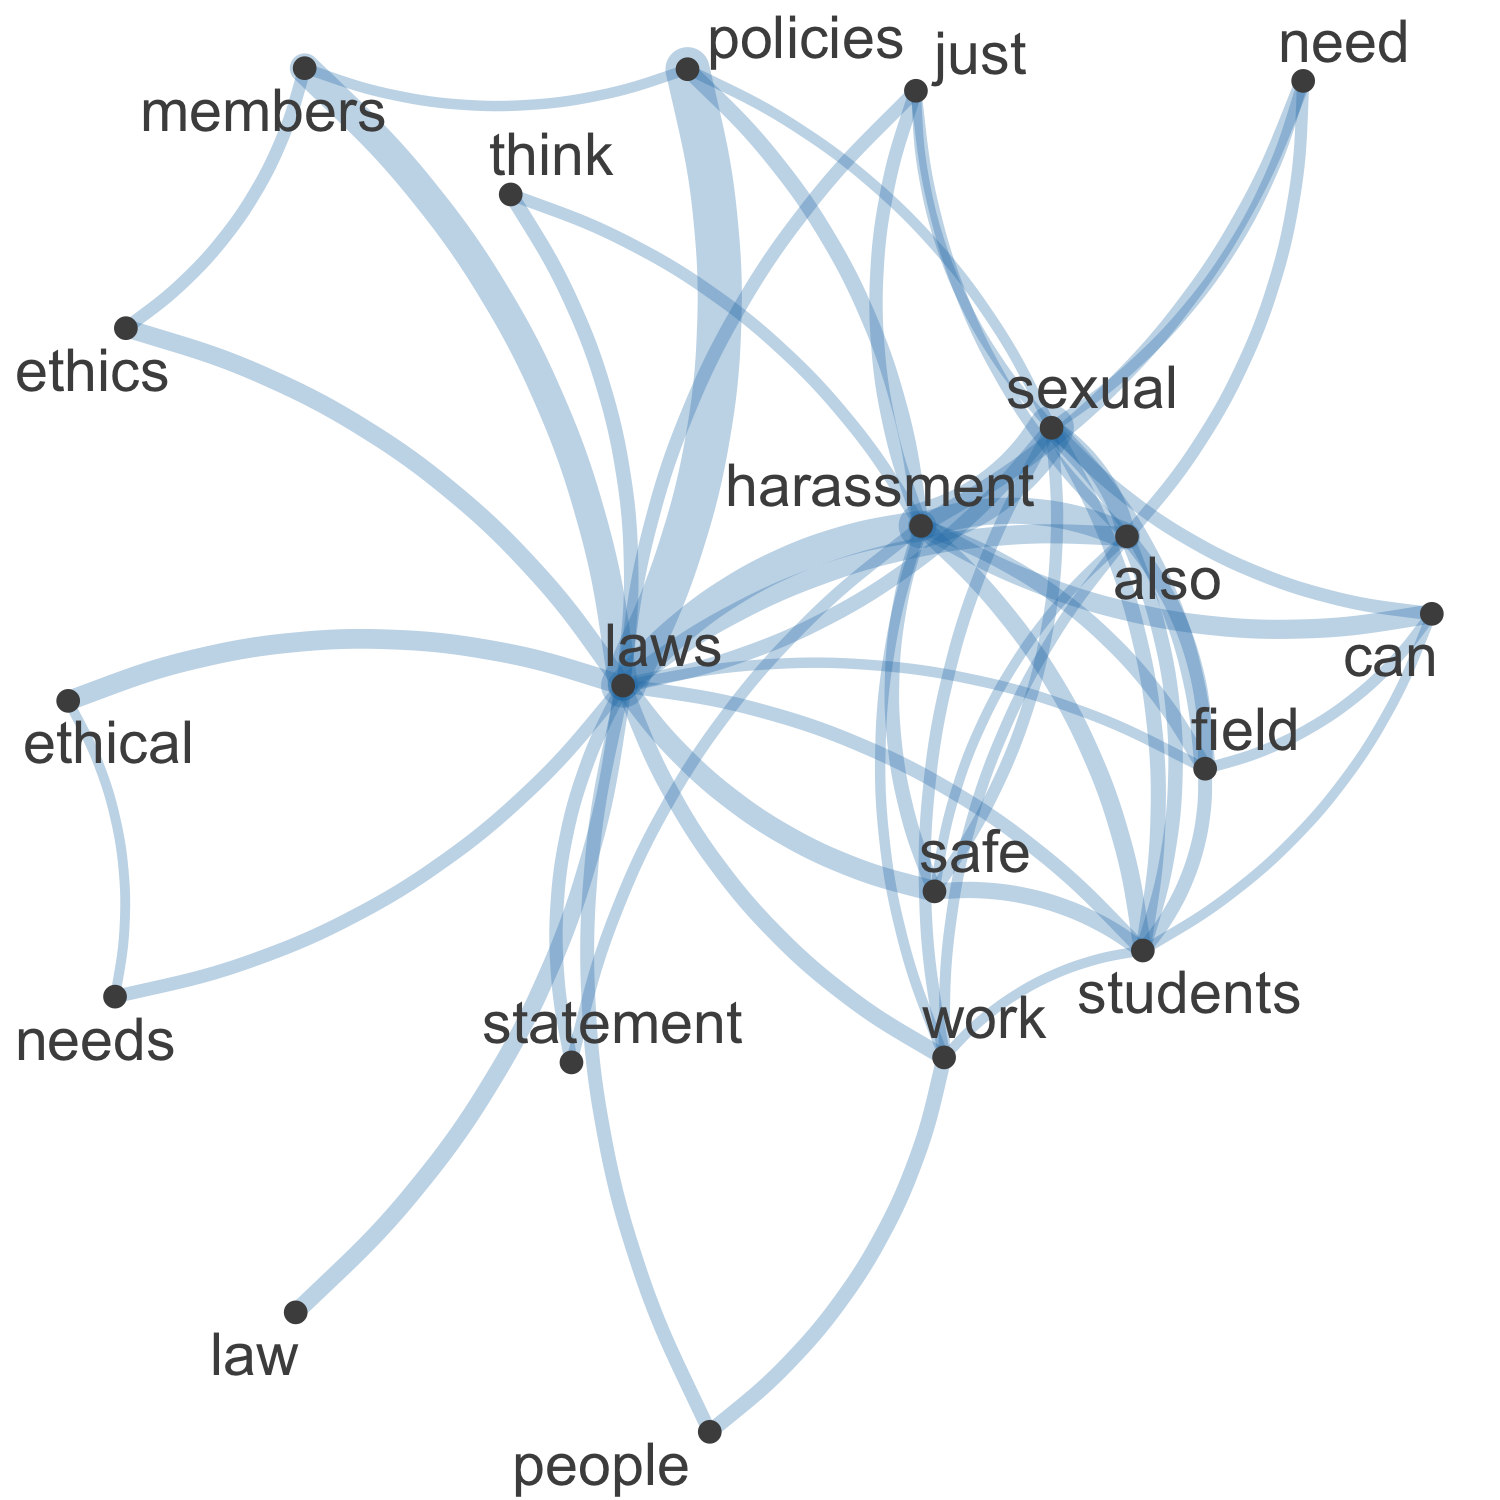 policies
just
need
members
think
ethics
sexual
harassment
also
laws
can
ethical
field
safe
needs
statement
work
students
law
people